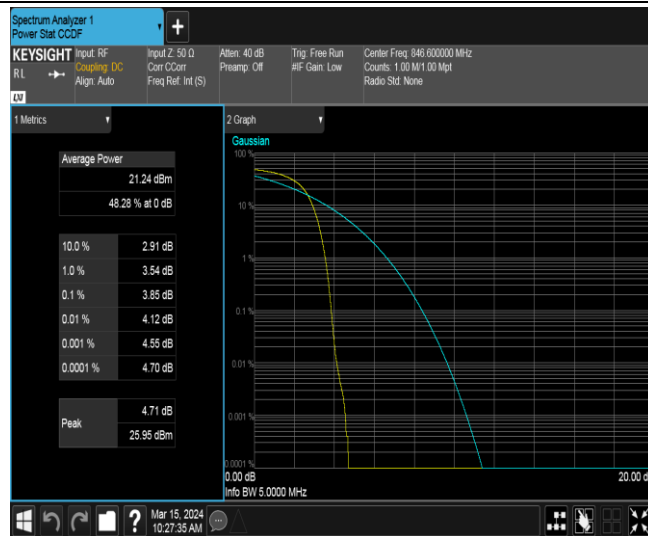 Spectrum Analyzer 1
Power Stat CCDF
KEYSIGHT
RL
LXI
Input: RF
Coupling: DC
Align: Auto
Input Z: 50 Ω
Corr CCorr
Freq Ref: Int (S)
Atten: 40 dB
Preamp: Off
Trig: Free Run
#IF Gain: Low
Center Freq: 846.600000 MHz
Counts: 1.00 M/1.00 Mpt
Radio Std: None
1 Metrics
Average Power
21.24 dBm
48.28 % at 0 dB
10.0 % 2.91 dB
1.0 % 3.54 dB
0.1 % 3.85 dB
0.01 % 4.12 dB
0.001 % 4.55 dB
0.0001 % 4.70 dB
Peak
4.71 dB
25.95 dBm
2 Graph
Gaussian
100 %
10 %
1 %
0.1 %
0.01 %
0.001 %
0.0001 %
0.00 dB
20.00 d
Info BW 5.0000 MHz
?
Mar 15, 2024
10:27:35 AM